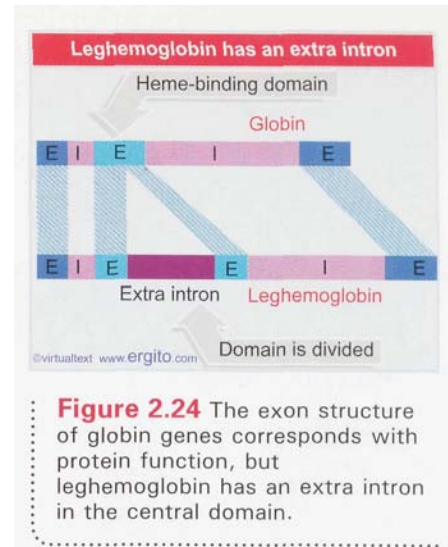 Leghemoglobin has an extra intron
Heme-binding domain
Globin
E I E I E
E I E E I E
Extra intron Leghemoglobin
Domain is divided
©virtualtext www.ergito.com
Figure 2.24 The exon structure
of globin genes corresponds with
protein function, but
leghemoglobin has an extra intron
in the central domain.